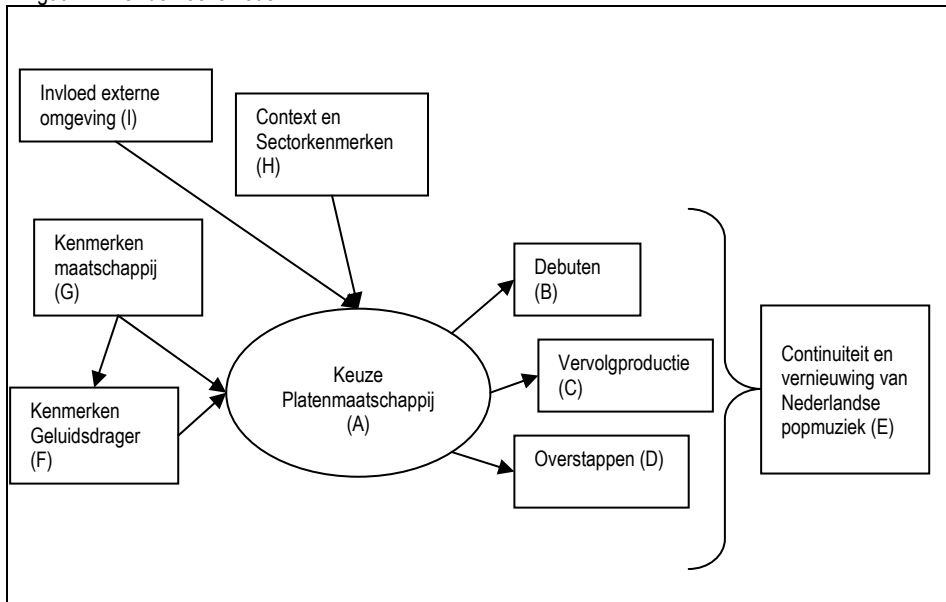 Invloed externe
omgeving (I)
Context en
Sectorkenmerken
(H)
Kenmerken
maatschappij
(G)
Kenmerken
Geluidsdrager
(F)
Keuze
Platenmaatschappij
(A)
Debuten
(B)
Vervolgproductie
(C)
Overstappen (D)
Continuiteit en
vernieuwing van
Nederlandse
popmuziek (E)